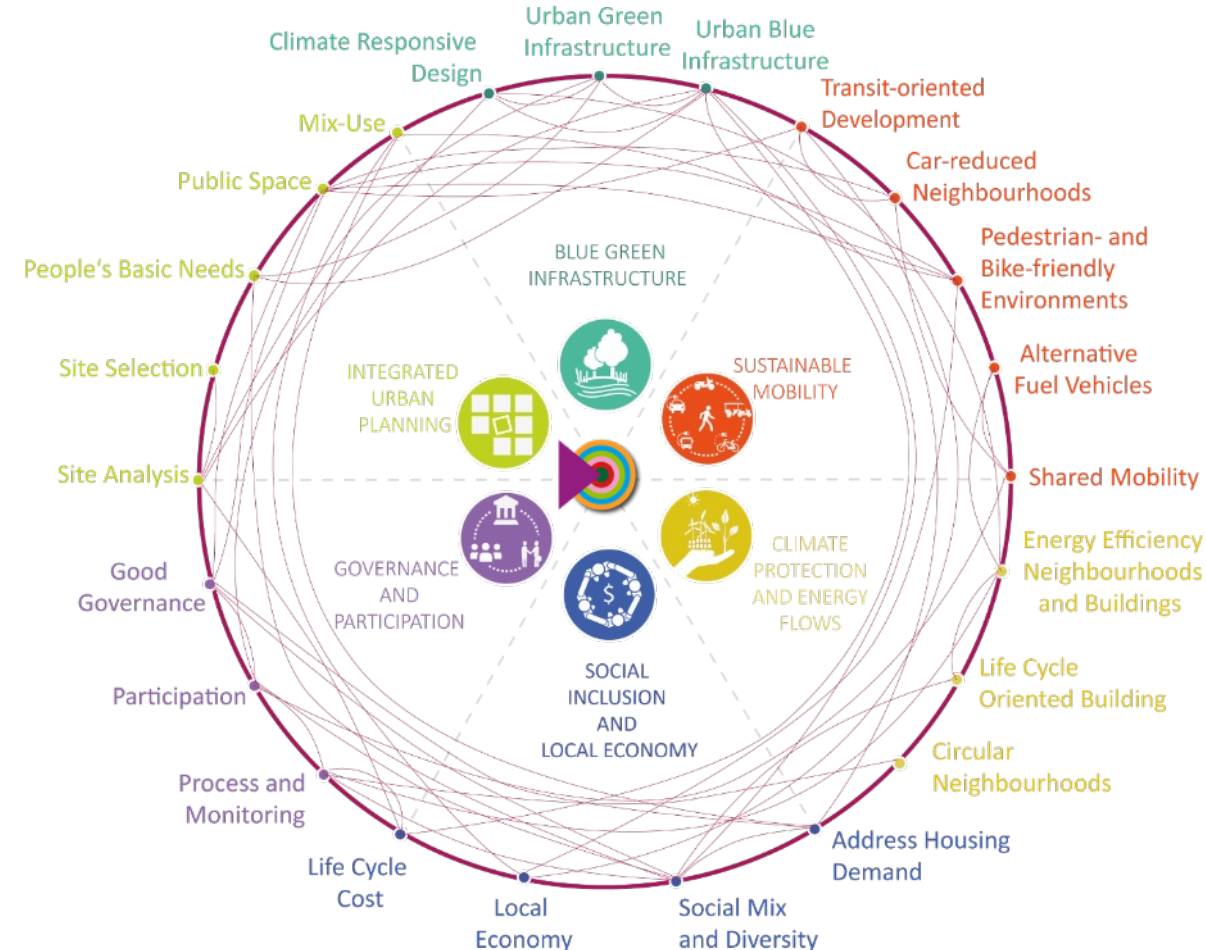 Urban Green
Infrastructure
Urban Blue
Infrastructure
Climate Responsive
Design
Transit-oriented
Development
Mix-Use
Car-reduced
Neighbourhoods
Public Space
Pedestrian- and
Bike-friendly
Environments
People‘s Basic Needs
BLUE GREEN
INFRASTRUCTURE
Site Selection
INTEGRATED
URBAN
PLANNING
SUSTAINABLE
MOBILITY
Alternative
Fuel Vehicles
Site Analysis
Shared Mobility
Good
Governance
GOVERNANCE
AND
PARTICIPATION
$
CLIMATE
PROTECTION
AND ENERGY
FLOWS
Energy Efficiency
Neighbourhoods
and Buildings
Participation
SOCIAL
INCLUSION
AND
LOCAL ECONOMY
Life Cycle
Oriented Building
Process and
Monitoring
Circular
Neighbourhoods
Life Cycle
Cost
Local
Economy
Social Mix
and Diversity
Address Housing
Demand